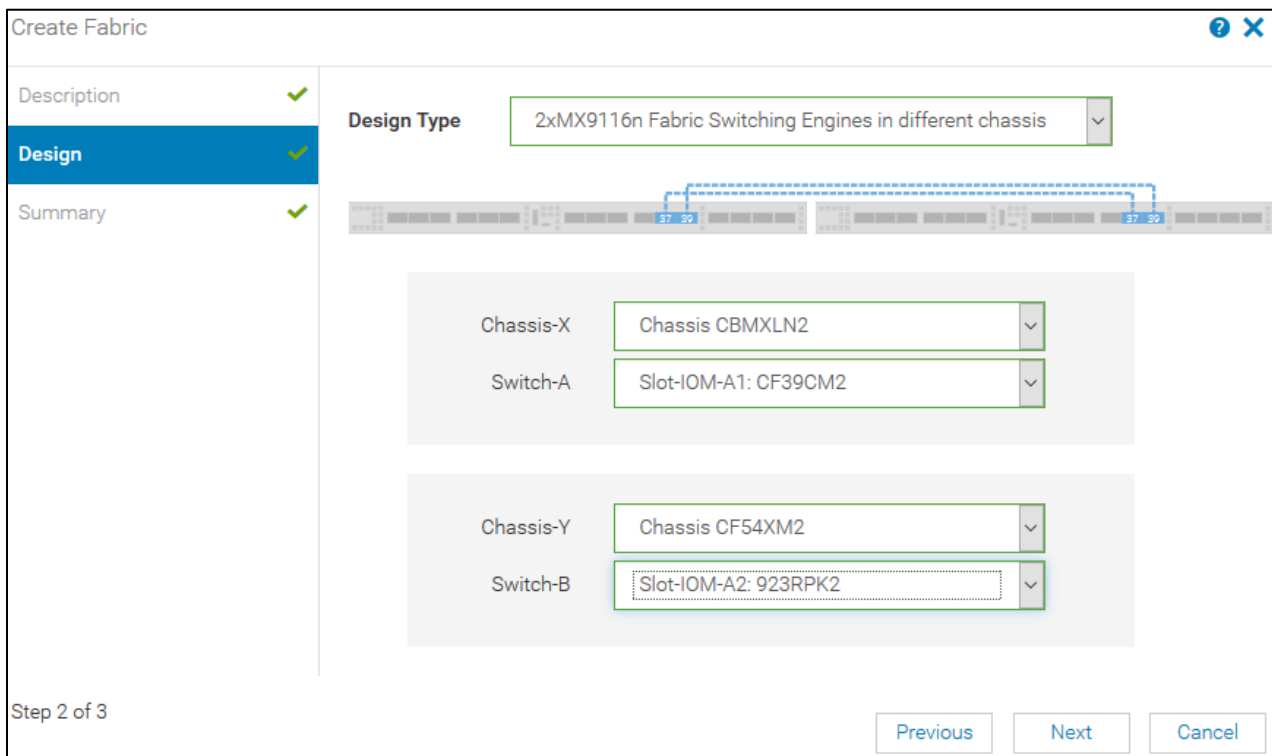 Create Fabric
?
Description
Design
Summary
Design Type 2xMX9116n Fabric Switching Engines in different chassis
37 39 37 39
Chassis-X Chassis CBMXLN2
Switch-A Slot-IOM-A1: CF39CM2
Chassis-Y Chassis CF54XM2
Switch-B Slot-IOM-A2: 923RPK2
Step 2 of 3
Previous Next Cancel